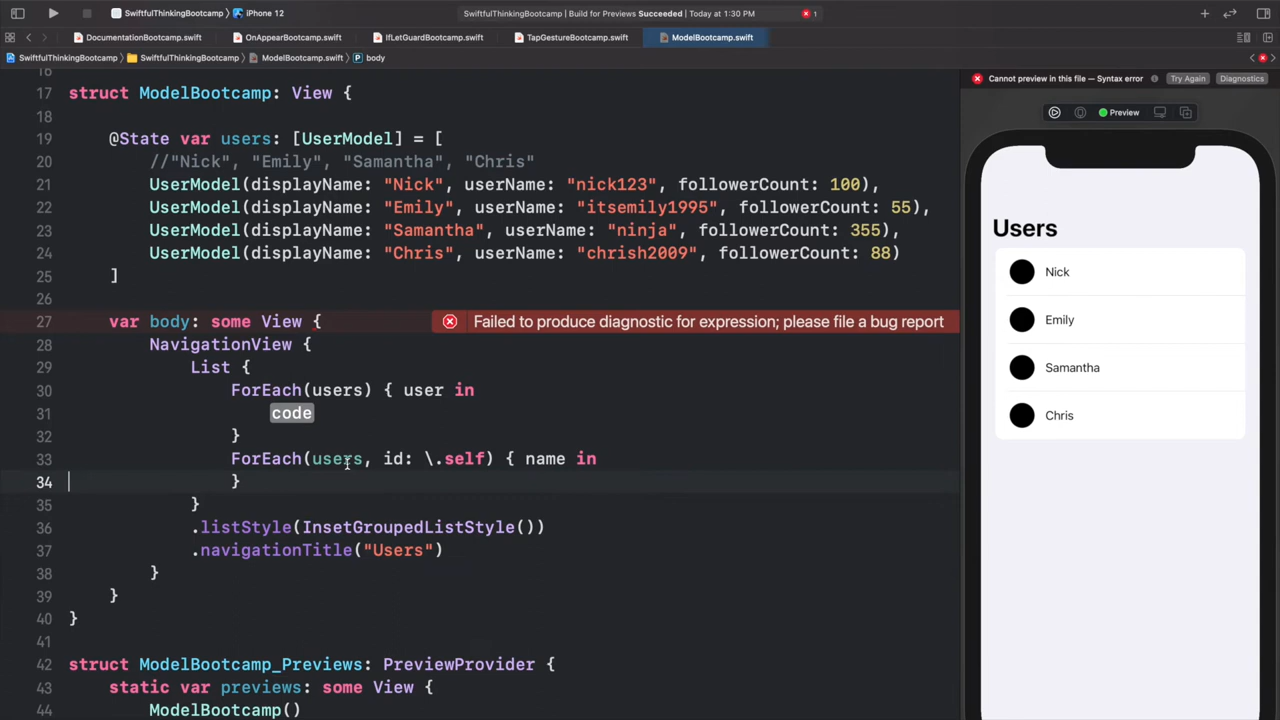 SwiftfulThinkingBootcamp iPhone 12
SwiftfulThinkingBootcamp | Build for Previews Succeeded | Today at 1:30 PM 1
DocumentationBootcamp.swift OnAppearBootcamp.swift IfLetGuardBootcamp.swift TapGestureBootcamp.swift ModelBootcamp.swift
SwiftfulThinkingBootcamp SwiftfulThinkingBootcamp ModelBootcamp.swift P body
16
17 struct ModelBootcamp: View {
18
19 @State var users: [UserModel] = [
20 //"Nick", "Emily", "Samantha", "Chris"
21 UserModel(displayName: "Nick", userName: "nick123", followerCount: 100),
22 UserModel(displayName: "Emily", userName: "itsemily1995", followerCount: 55),
23 UserModel(displayName: "Samantha", userName: "ninja", followerCount: 355),
24 UserModel(displayName: "Chris", userName: "chrish2009", followerCount: 88)
25 ]
26
27 var body: some View { Failed to produce diagnostic for expression; please file a bug report
28 NavigationView {
29 List {
30 ForEach(users) { user in
31 code
32 }
33 ForEach(users, id: \.self) { name in
34 }
35 }
36 .listStyle(InsetGroupedListStyle())
37 .navigationTitle("Users")
38 }
39 }
40 }
41
42 struct ModelBootcamp_Previews: PreviewProvider {
43 static var previews: some View {
44 ModelBootcamp()
Cannot preview in this file — Syntax error Try Again Diagnostics
Preview
Users
Nick
Emily
Samantha
Chris